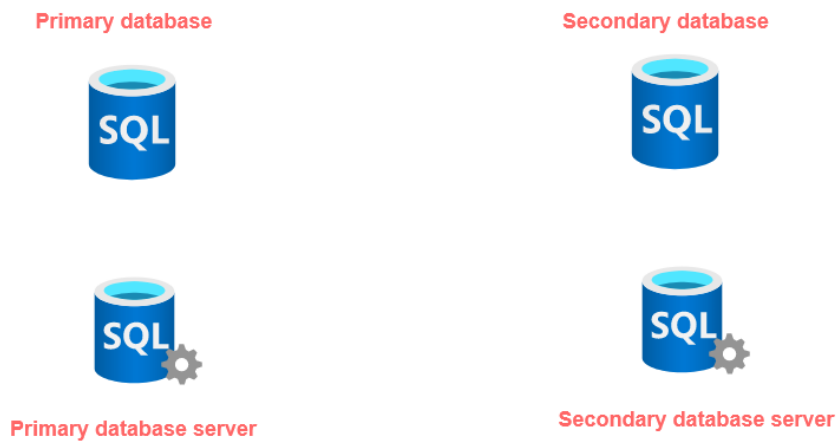 Primary database
Secondary database
SQL
SQL
SQL
SQL
Primary database server
Secondary database server